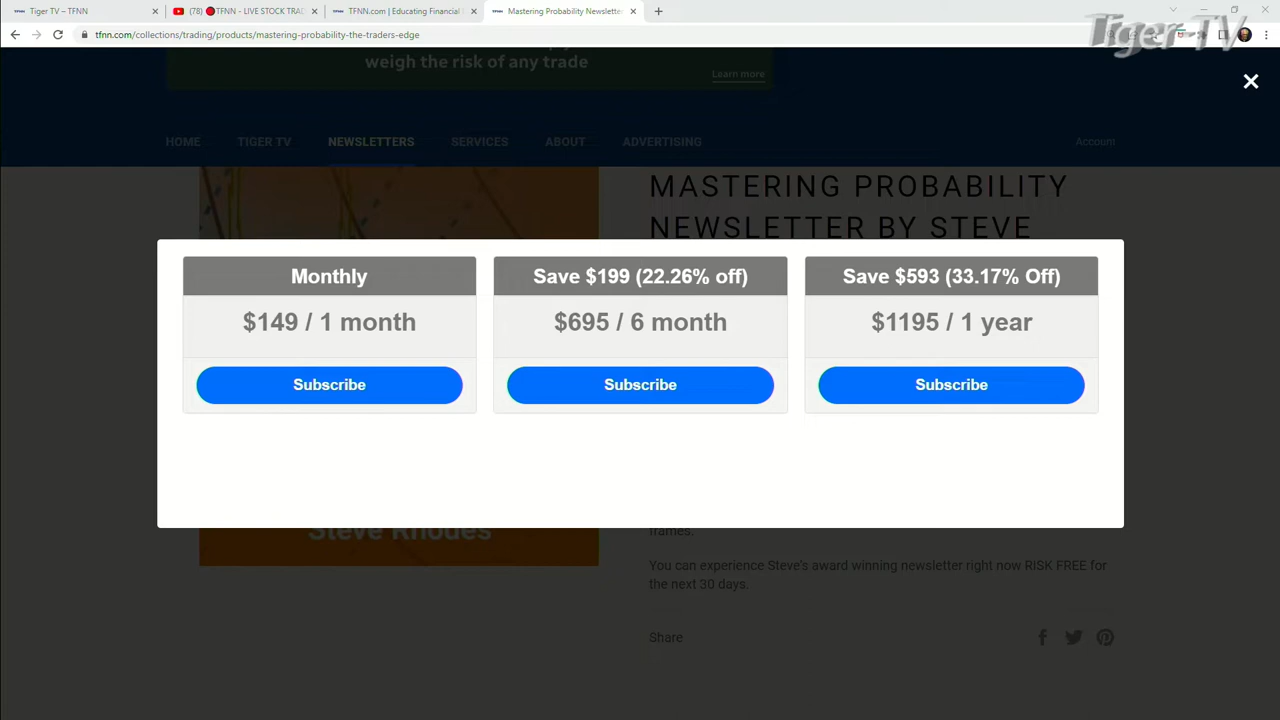 Tiger TV – TFNN
(78) TFNN - LIVE STOCK TRAD
TFNN.com | Educating Financial
Mastering Probability Newslette
tfnn.com/collections/trading/products/mastering-probability-the-traders-edge
Tiger TV
weigh the risk of any trade
Learn more
HOME
TIGER TV
NEWSLETTERS
SERVICES
ABOUT
ADVERTISING
Account
MASTERING PROBABILITY
NEWSLETTER BY STEVE
Monthly
$149 / 1 month
Subscribe
Save $199 (22.26% off)
$695 / 6 month
Subscribe
Save $593 (33.17% Off)
$1195 / 1 year
Subscribe
Steve Rhodes
frames.
You can experience Steve's award winning newsletter right now RISK FREE for
the next 30 days.
Share